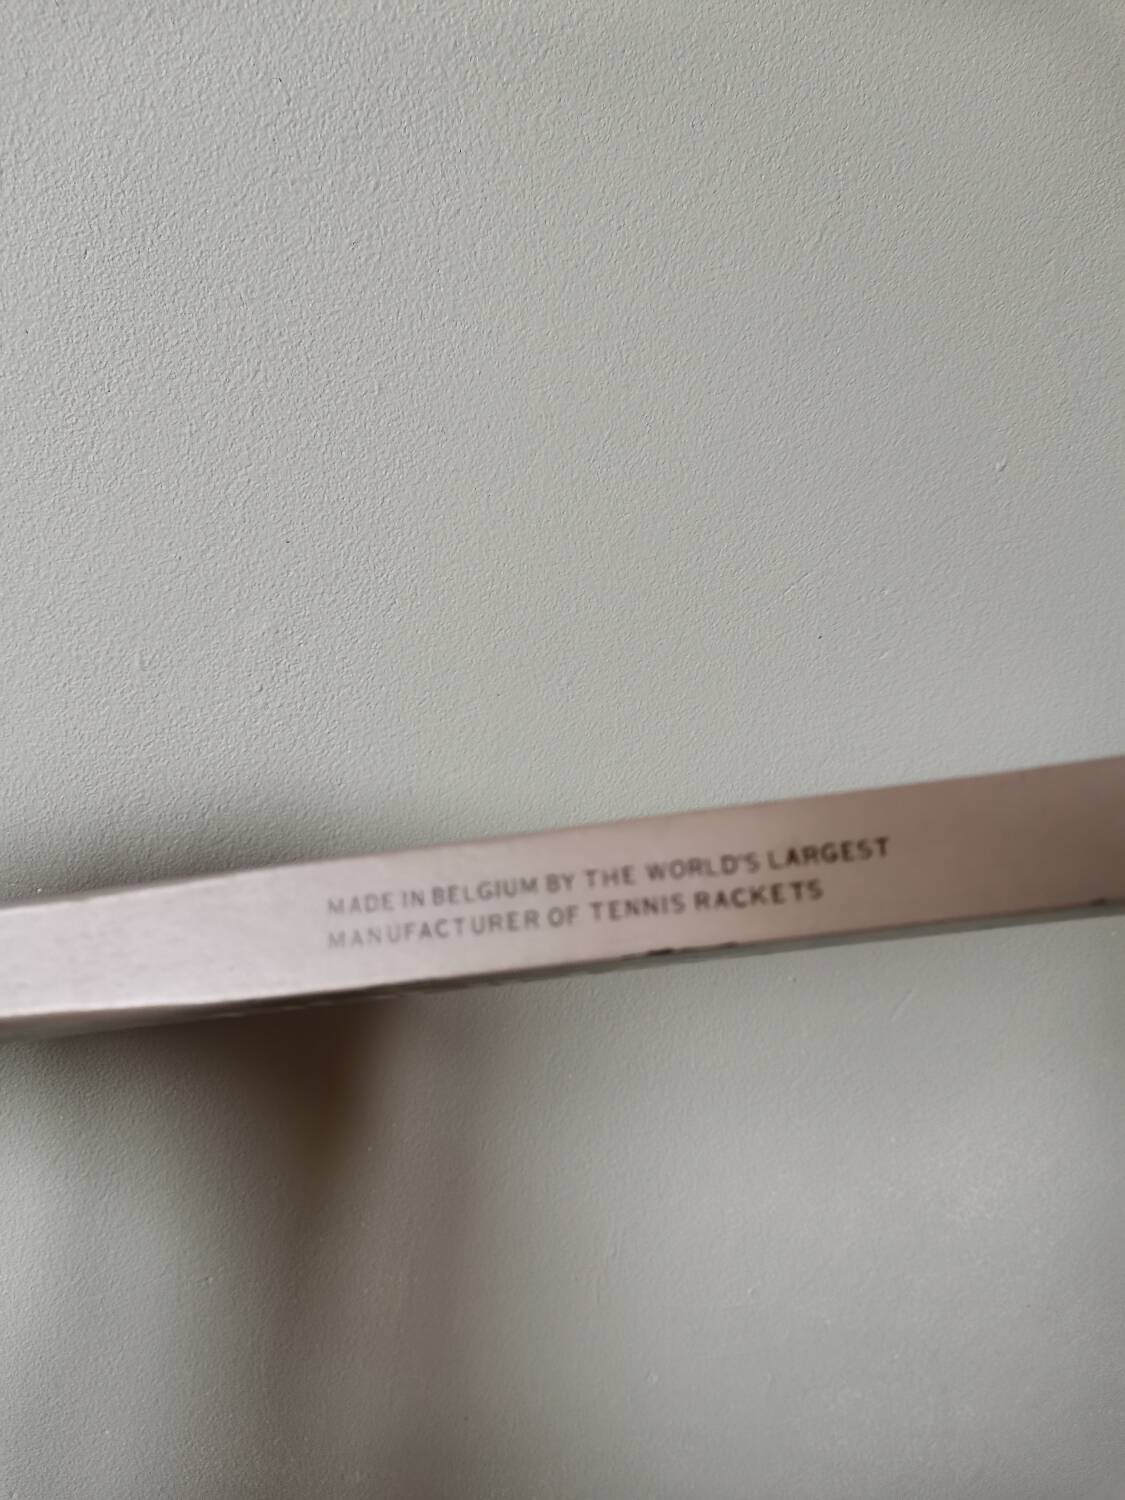 MADE IN BELGIUM BY THE WORLD'S LARGEST
MANUFACTURER OF TENNIS RACKETS